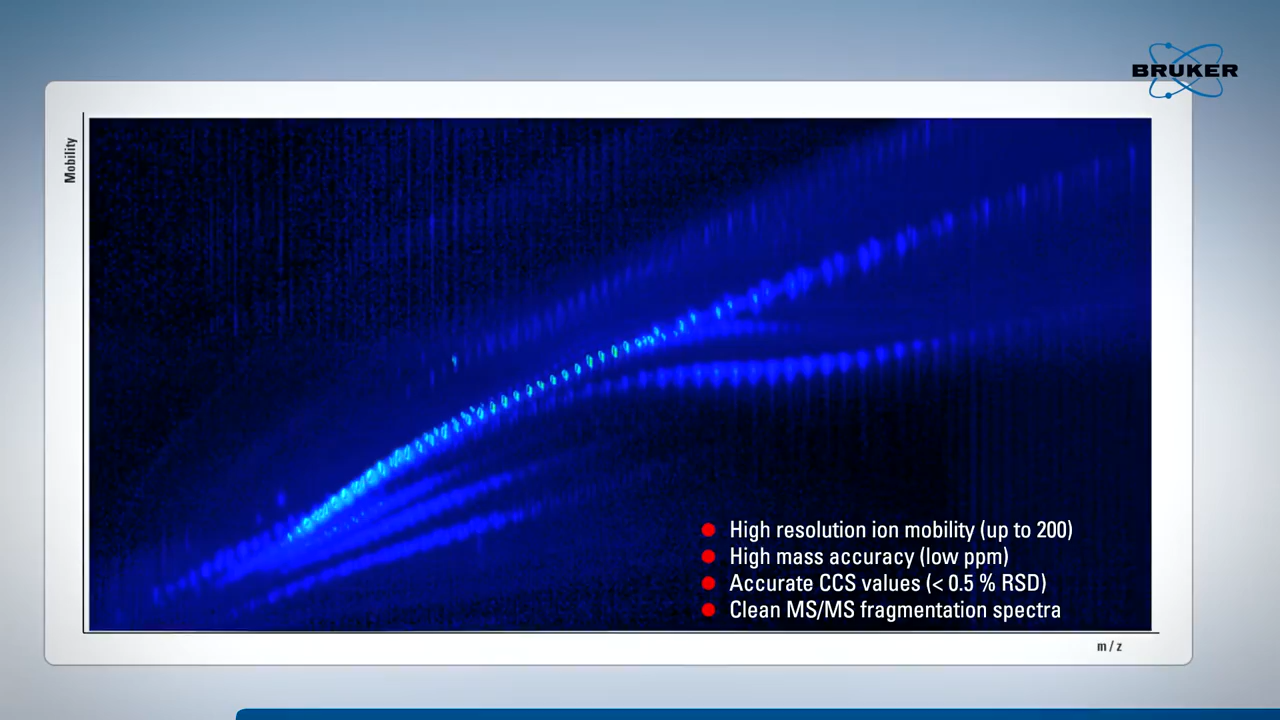 BRUKER
Mobility
High resolution ion mobility (up to 200)
High mass accuracy (low ppm)
Accurate CCS values (< 0.5 % RSD)
Clean MS/MS fragmentation spectra
m / z